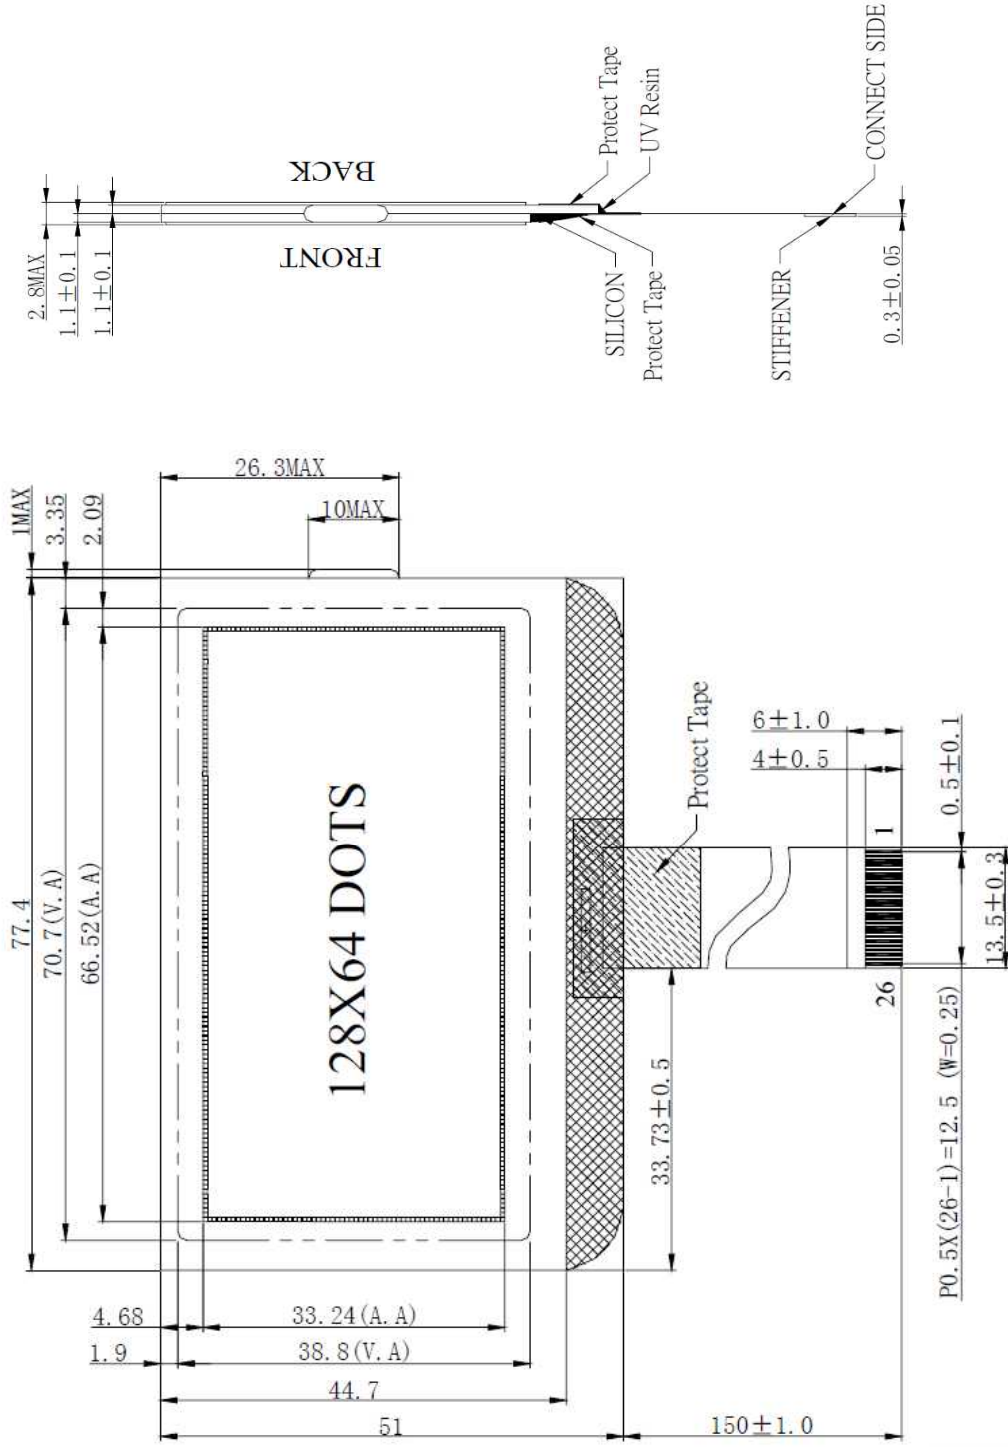 2.8MAX
1.1±0.1
1.1±0.1
FRONT
BACK
SILICON
Protect Tape
Protect Tape
UV Resin
STIFFENER
CONNECT SIDE
0.3±0.05
1MAX
3.35
2.09
26.3MAX
10MAX
77.4
70.7(V.A)
66.52(A.A)
128X64 DOTS
4.68
33.24(A.A)
1.9
38.8(V.A)
44.7
51
150±1.0
33.73±0.5
Protect Tape
6±1.0
4±0.5
0.5±0.1
13.5±0.3
1
26
P0.5X(26-1)=12.5 (W=0.25)